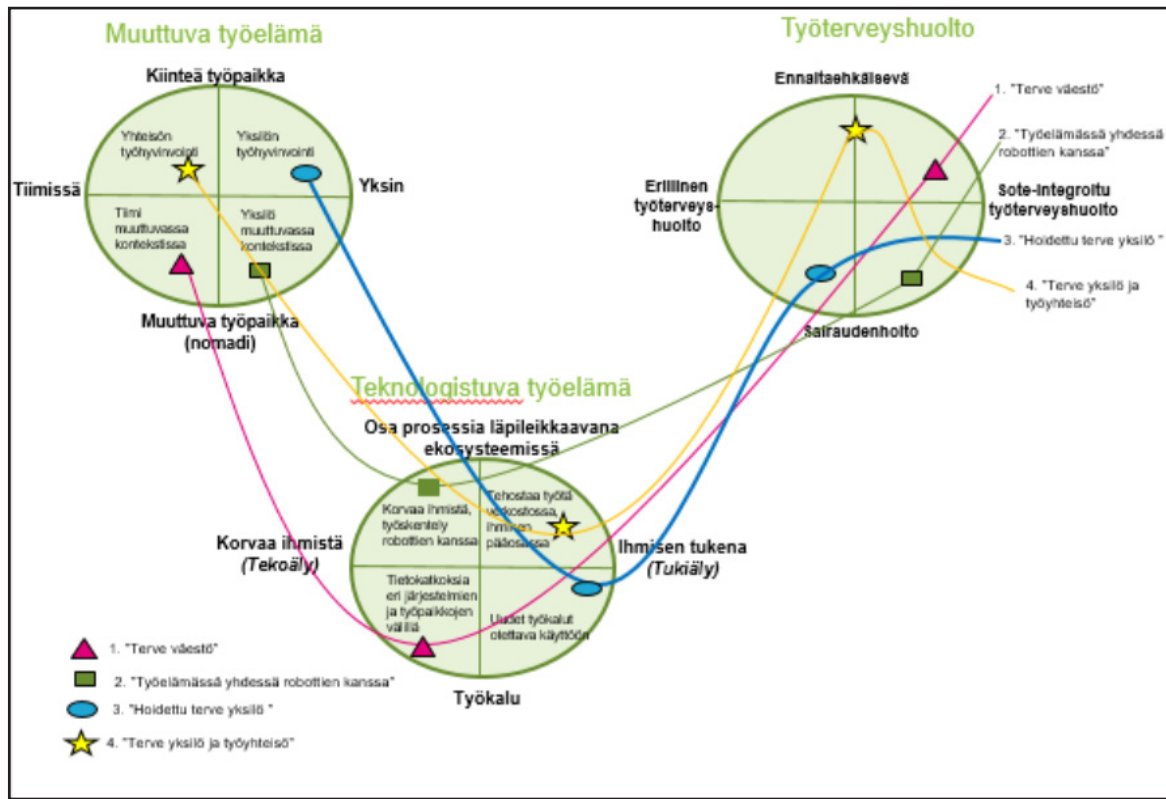 Muuttuva työelämä
Kiinteä työpaikka
Yhteisön
työhyvinvointi
Yksilön
työhyvinvointi
Tiimissä
Yksin
Tiimi
muuttuvassa
kontekstissa
Yksilö
muuttuvassa
kontekstissa
Muuttuva työpaikka
(nomadi)
Työterveyshuolto
Ennaltaehkäisevä
1. "Terve väestö"
2. "Työelämässä yhdessä
robottien kanssa"
Erillinen
työterveys-
huolto
Sote-integroitu
työterveyshuolto
3. "Hoidettu terve yksilö "
4. "Terve yksilö ja
työyhteisö"
Sairaudenhoito
Teknologistuva työelämä
Osa prosessia läpileikkaavana
ekosysteemissä
Korvaa ihmistä,
työskentely
robottien kanssa
Tehostaa työtä
verkostossa,
ihminen
pääosassa
Korvaa ihmistä
(Tekoäly)
Ihmisen tukena
(Tukiäly)
Tietokatkoksia
eri järjestelmien
ja työpaikkojen
välillä
Uudet työkalut
otettava käyttöön
Työkalu
1. "Terve väestö"
2. "Työelämässä yhdessä robottien kanssa"
3. "Hoidettu terve yksilö "
4. "Terve yksilö ja työyhteisö"